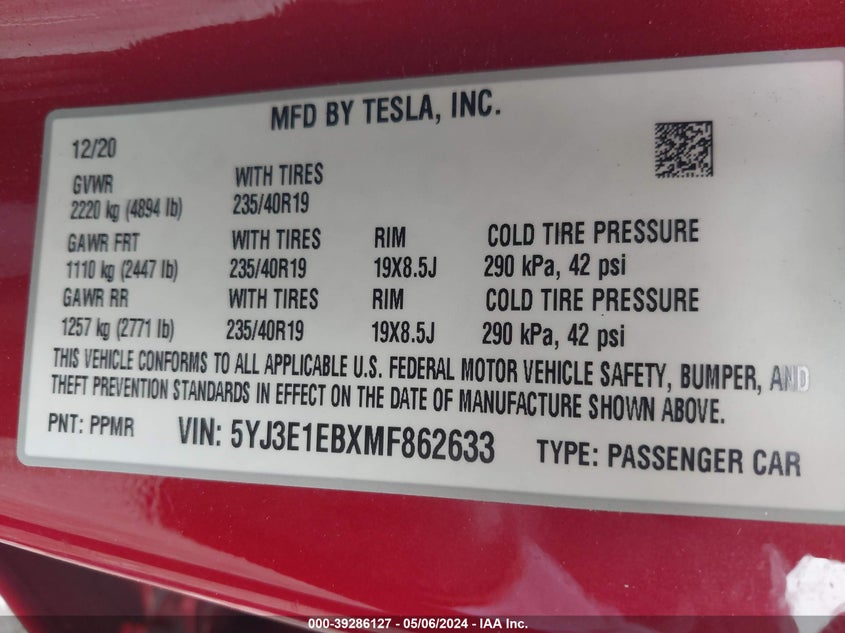 MFD BY TESLA, INC.
12/20
GVWR WITH TIRES
2220 kg (4894 lb) 235/40R19
GAWR FRT WITH TIRES RIM COLD TIRE PRESSURE
1110 kg (2447 lb) 235/40R19 19X8.5J 290 kPa, 42 psi
GAWR RR WITH TIRES RIM COLD TIRE PRESSURE
1257 kg (2771 lb) 235/40R19 19X8.5J 290 kPa, 42 psi
THIS VEHICLE CONFORMS TO ALL APPLICABLE U.S. FEDERAL MOTOR VEHICLE SAFETY, BUMPER, AND
THEFT PREVENTION STANDARDS IN EFFECT ON THE DATE OF MANUFACTURE SHOWN ABOVE.
PNT: PPMR VIN: 5YJ3E1EBXMF862633 TYPE: PASSENGER CAR
000-39286127 - 05/06/2024 - IAA Inc.